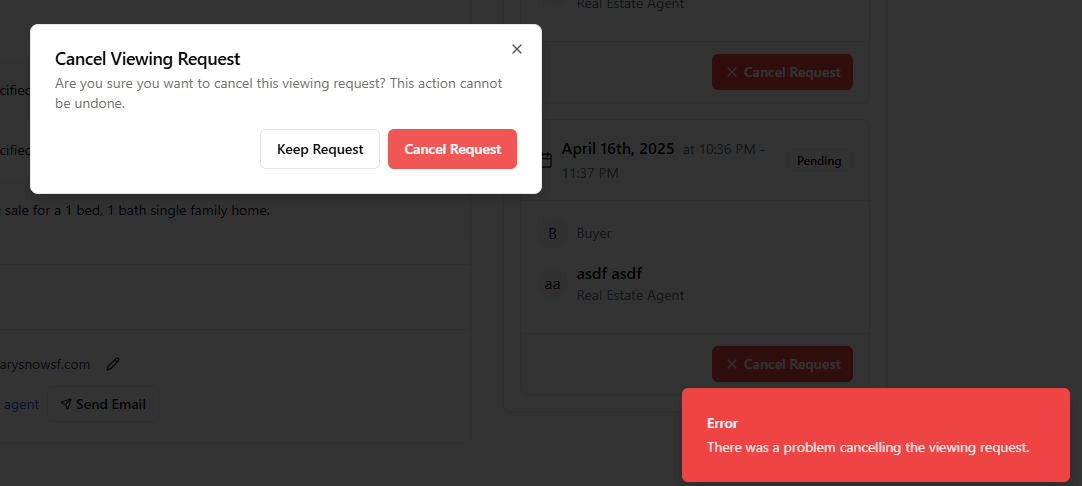 Real Estate Agent
Cancel Viewing Request
Are you sure you want to cancel this viewing request? This action cannot
be undone.
Keep Request
Cancel Request
Cancel Request
April 16th, 2025 at 10:36 PM -
11:37 PM
Pending
sale for a 1 bed, 1 bath single family home.
B
Buyer
aa
asdf asdf
Real Estate Agent
arysnowsf.com
agent
Send Email
Cancel Request
Error
There was a problem cancelling the viewing request.